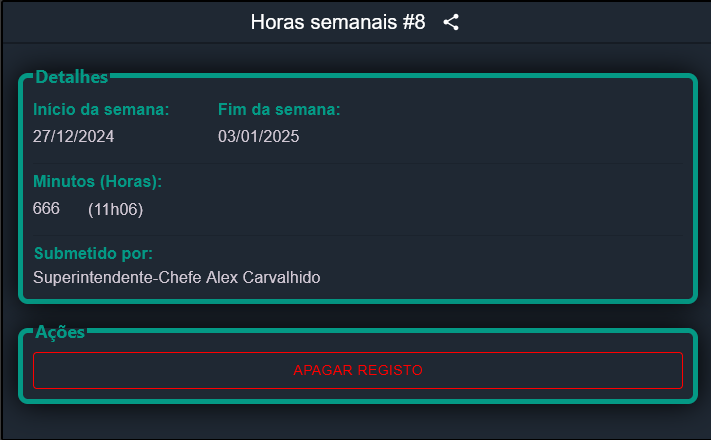 Horas semanais #8
Detalhes
Início da semana: Fim da semana:
27/12/2024 03/01/2025
Minutos (Horas):
666 (11h06)
Submetido por:
Superintendente-Chefe Alex Carvalhido
Ações
APAGAR REGISTO